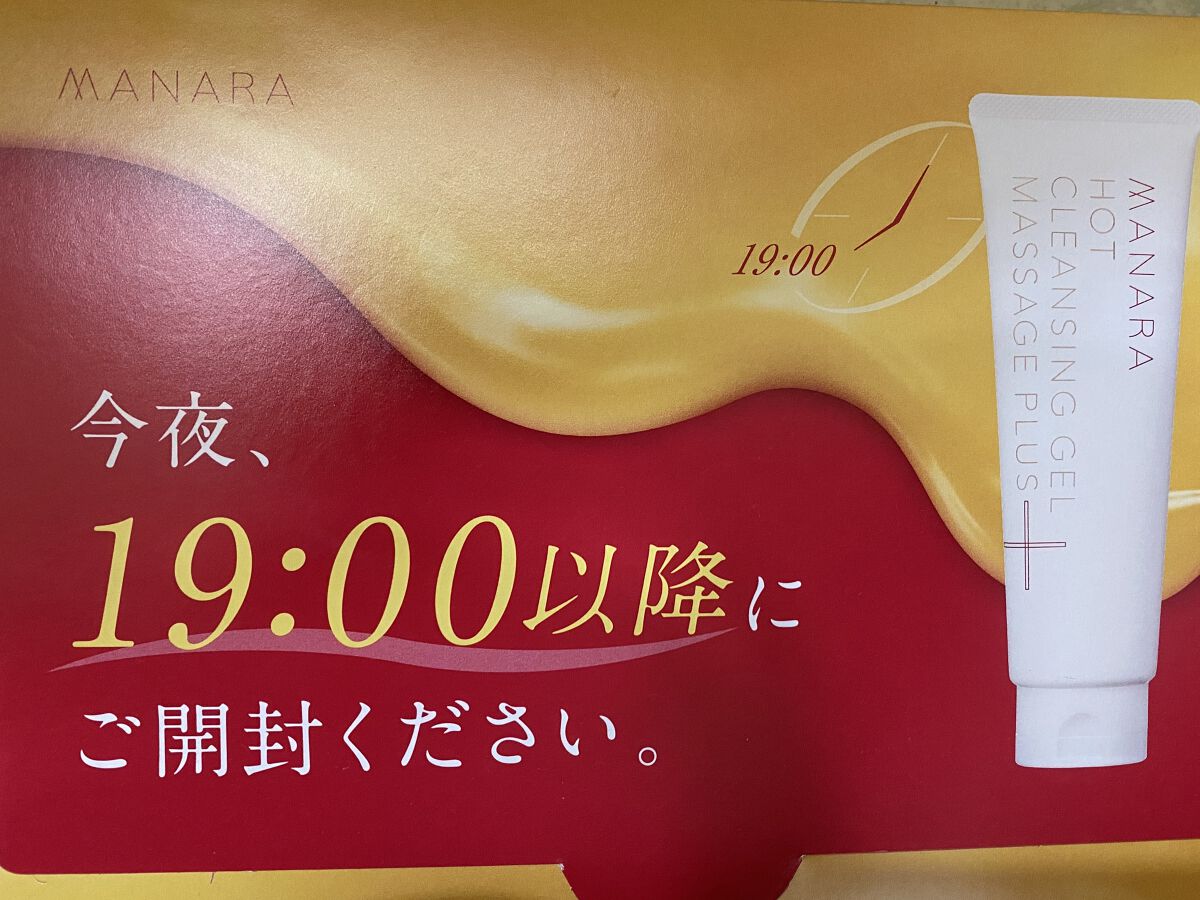 MANARA
19:00
今夜、
19:00以降に
ご開封ください。
MANARA
HOT
CLEANSING GEL
MASSAGE PLUS